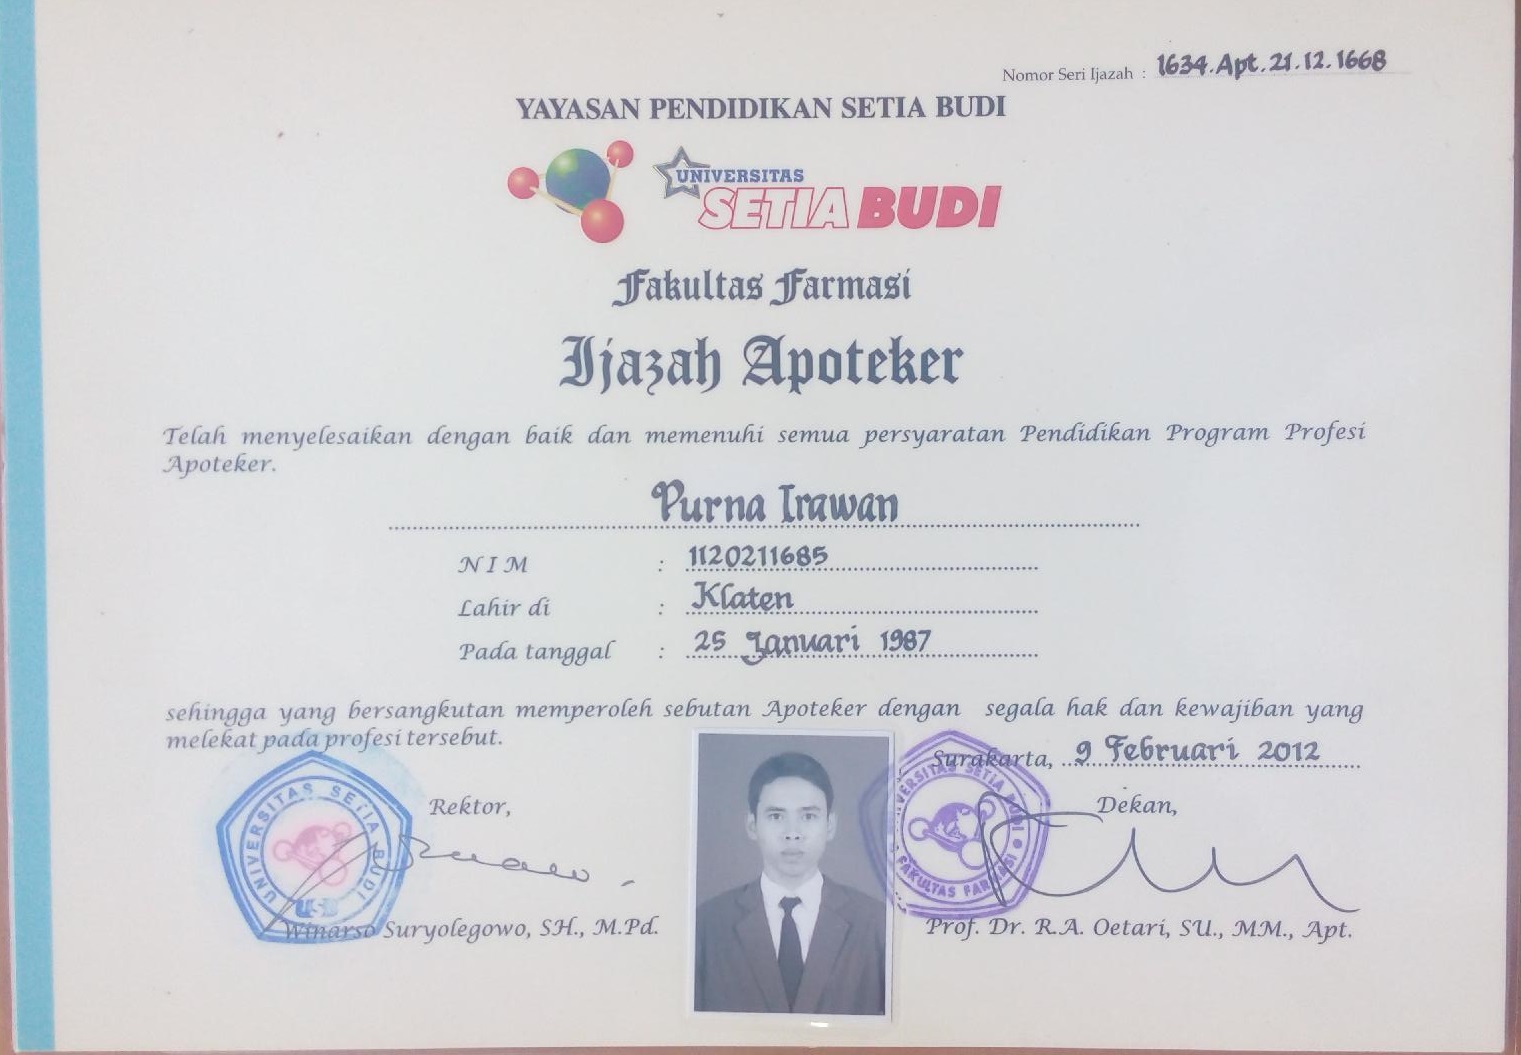 Nomor Seri Ijazah : 1634.Apt.21.12.1668
YAYASAN PENDIDIKAN SETIA BUDI
UNIVERSITAS
SETIA BUDI
Fakultas Farmasi
Ijazah Apoteker
Telah menyelesaikan dengan baik dan memenuhi semua persyaratan Pendidikan Program Profesi
Apoteker.
Purna Irawan
NIM : 1120211685
Lahir di : Klaten
Pada tanggal : 25 Januari 1987
sehingga yang bersangkutan memperoleh sebutan Apoteker dengan segala hak dan kewajiban yang
melekat pada profesi tersebut.
Surakarta, 9 Februari 2012
Rektor,
Dekan,
UNIVERSITAS SETIA BUDI
USB
UNIVERSITAS SETIA BUDI
FAKULTAS FARMASI
Winarso Suryolegowo, SH., M.Pd.
Prof. Dr. R.A. Oetari, SU., MM., Apt.